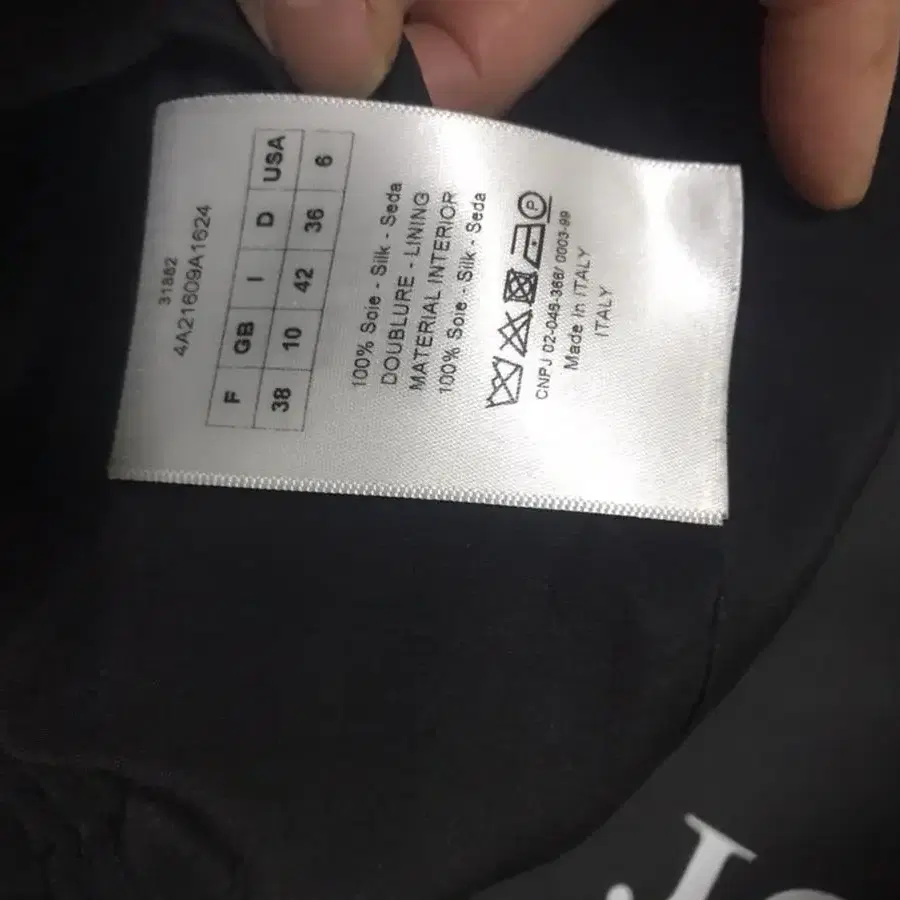 31882
4A21609A1624
F GB I D USA
38 10 42 36 6
100% Soie - Silk - Seda
DOUBLURE - LINING
MATERIAL INTERIOR
100% Soie - Silk - Seda
P
CNPJ 02-045-366/ 0003-99
Made in ITALY
ITALY